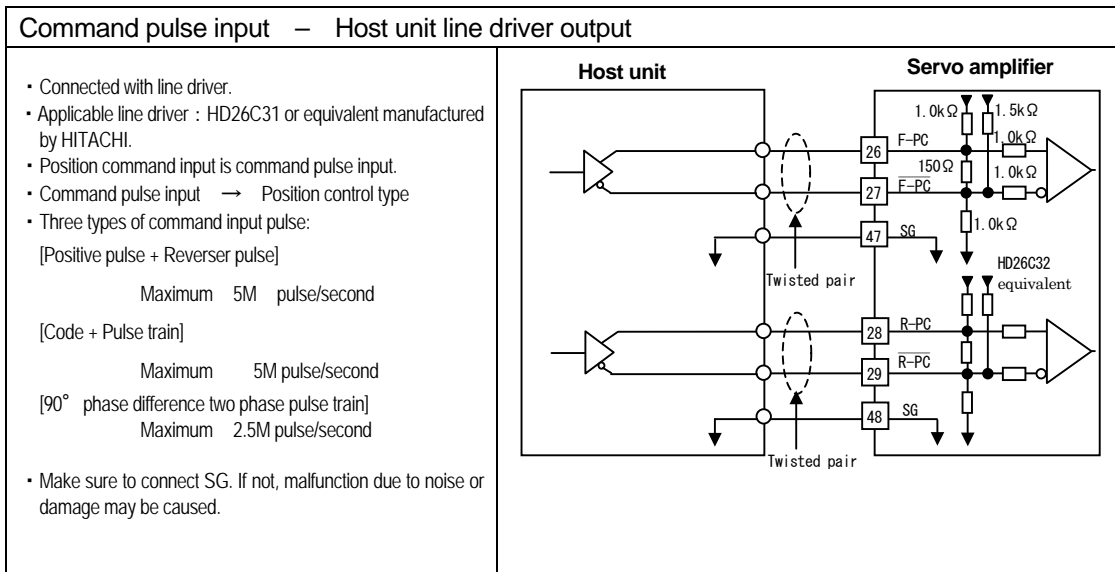 Command pulse input – Host unit line driver output
・Connected with line driver.
・Applicable line driver : HD26C31 or equivalent manufactured
by HITACHI.
・Position command input is command pulse input.
・Command pulse input → Position control type
・Three types of command input pulse:
[Positive pulse + Reverser pulse]
Maximum 5M pulse/second
[Code + Pulse train]
Maximum 5M pulse/second
[90° phase difference two phase pulse train]
Maximum 2.5M pulse/second
・Make sure to connect SG. If not, malfunction due to noise or
damage may be caused.
Host unit
Servo amplifier
1.0kΩ
1.5kΩ
26
F-PC
1.0kΩ
150Ω
27
F-PC
1.0kΩ
47
SG
1.0kΩ
Twisted pair
HD26C32
equivalent
28
R-PC
29
R-PC
48
SG
Twisted pair